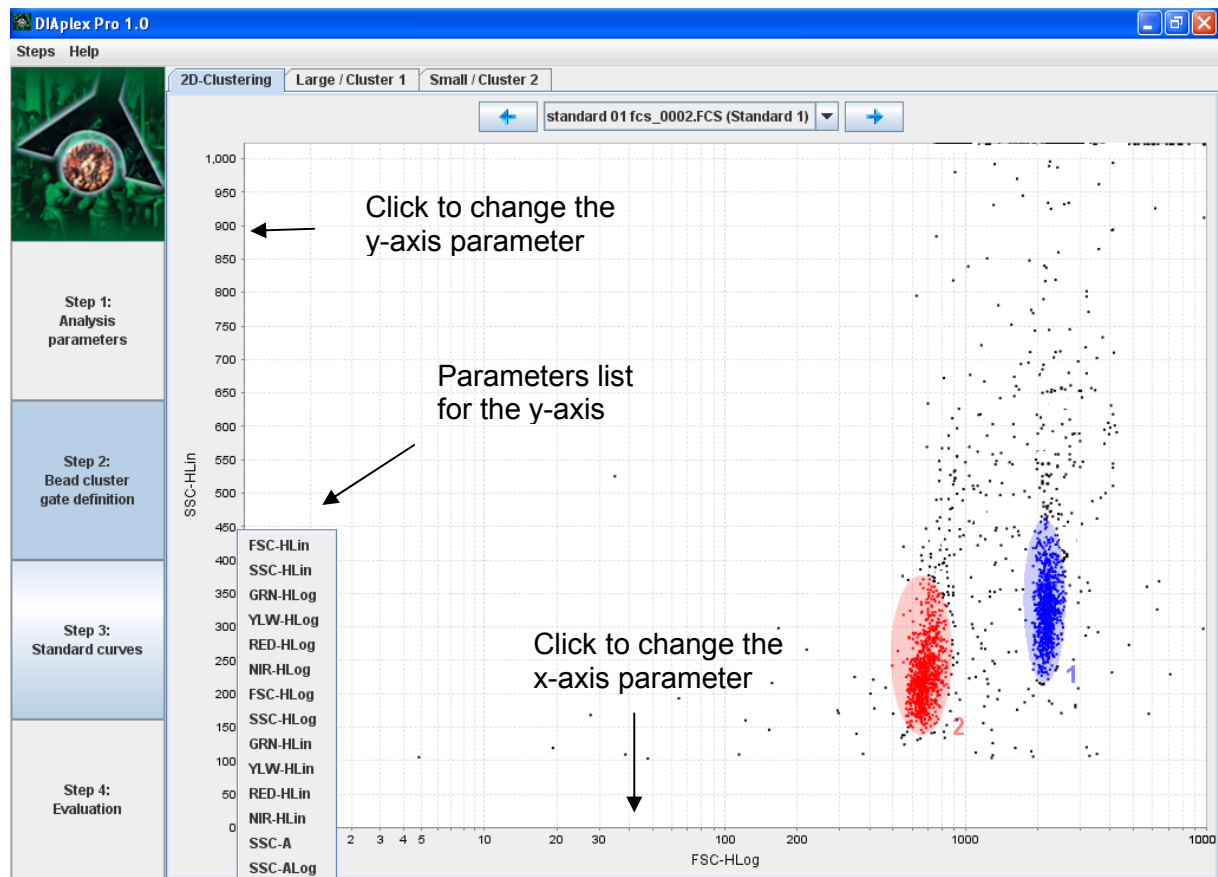 DIAplex Pro 1.0
Steps Help
2D-Clustering Large / Cluster 1 Small / Cluster 2
standard 01 fcs_0002.FCS (Standard 1)
Step 1:
Analysis
parameters
Step 2:
Bead cluster
gate definition
Step 3:
Standard curves
Step 4:
Evaluation
1,000
950
900
850
800
750
700
650
600
550
500
450
400
350
300
250
200
150
100
50
0
SSC-HLin
Click to change the
y-axis parameter
Parameters list
for the y-axis
FSC-HLin
SSC-HLin
GRN-HLog
YLW-HLog
RED-HLog
NIR-HLog
FSC-HLog
SSC-HLog
GRN-HLin
YLW-HLin
RED-HLin
NIR-HLin
SSC-A
SSC-ALog
Click to change the
x-axis parameter
1
2
2 3 4 5 10 20 30 100 200 1000 1000
FSC-HLog